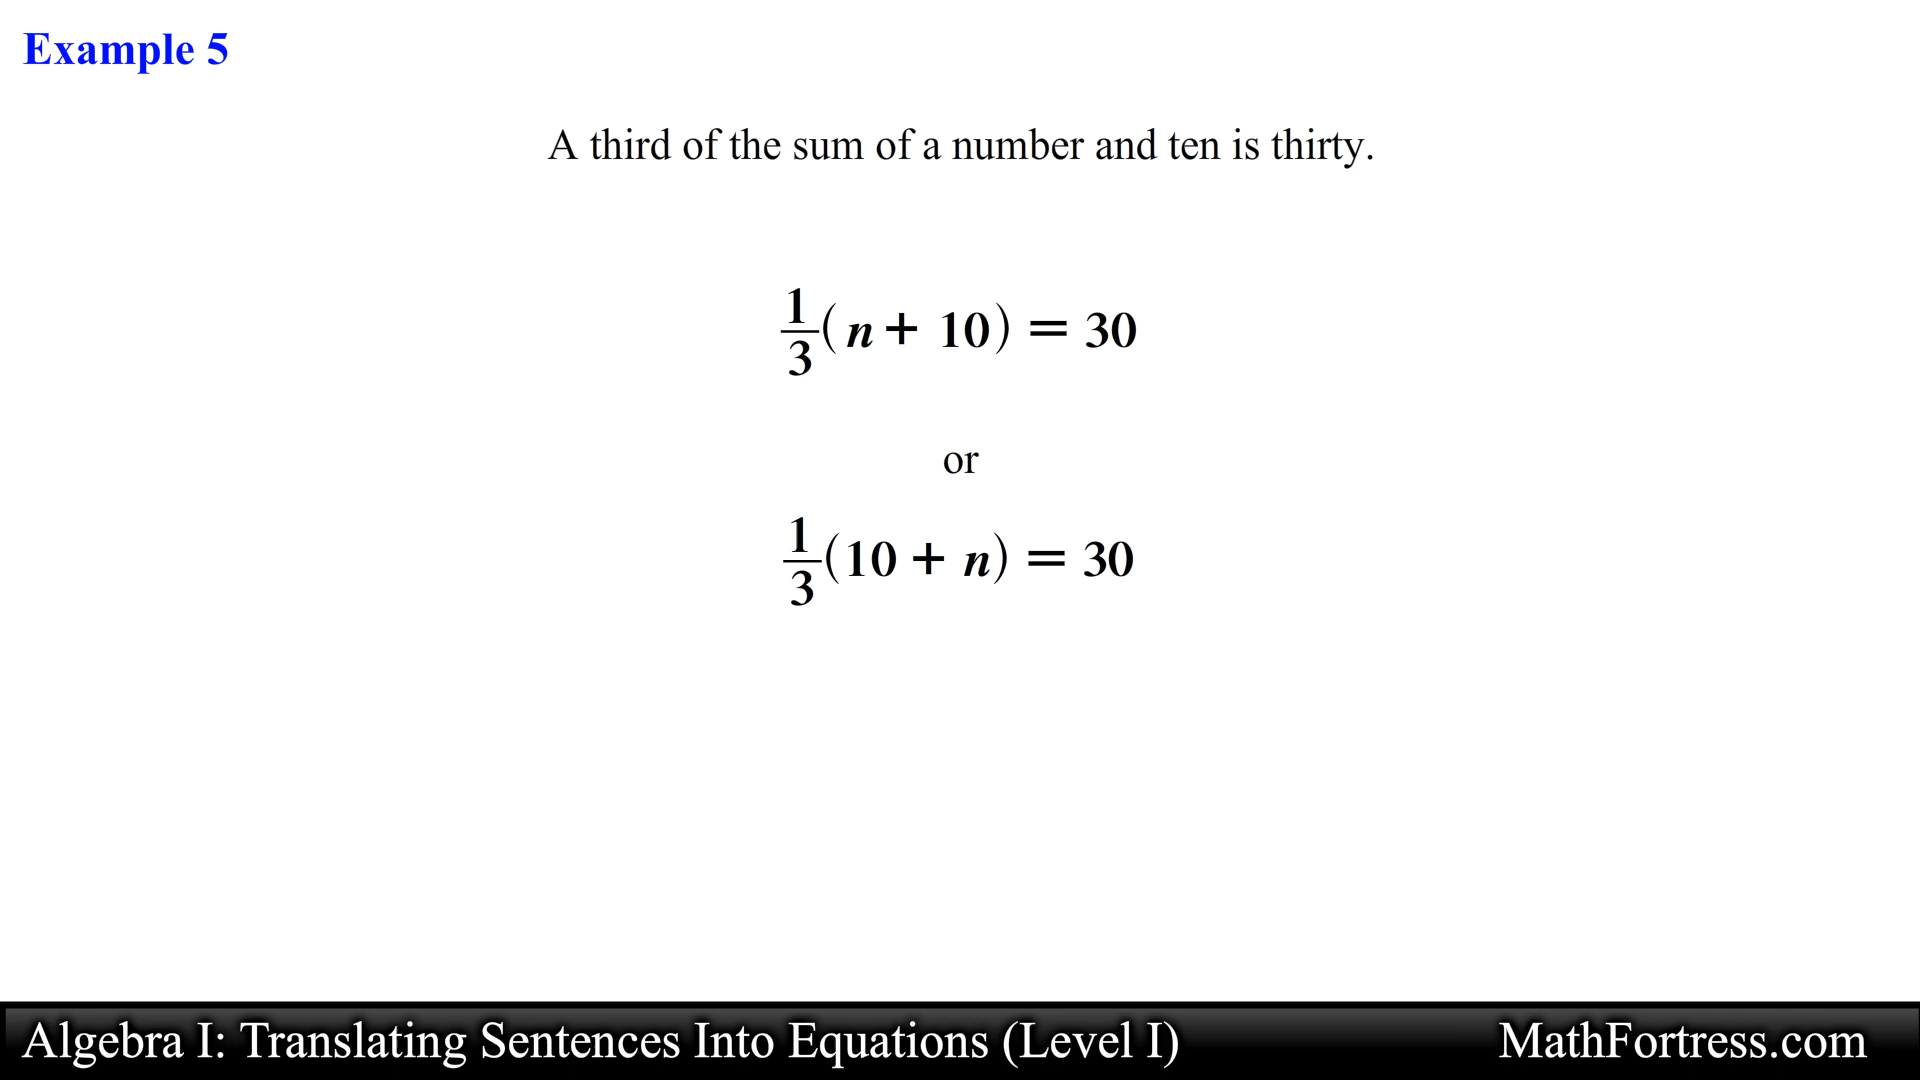 Example 5
A third of the sum of a number and ten is thirty.
1/3(n + 10) = 30
or
1/3(10 + n) = 30
Algebra I: Translating Sentences Into Equations (Level I) MathFortress.com